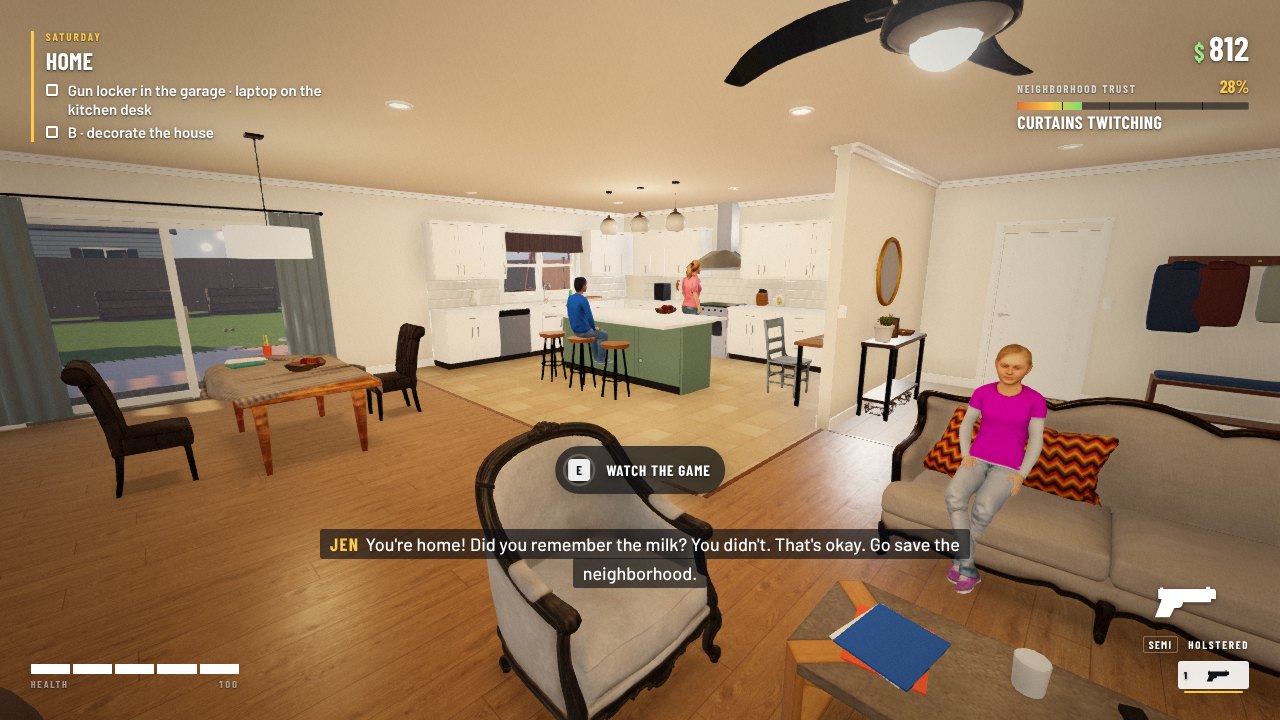 SATURDAY
HOME
Gun locker in the garage · laptop on the
kitchen desk
B · decorate the house
$812
NEIGHBORHOOD TRUST 28%
CURTAINS TWITCHING
E WATCH THE GAME
JEN You're home! Did you remember the milk? You didn't. That's okay. Go save the
neighborhood.
SEMI HOLSTERED
1
HEALTH 100